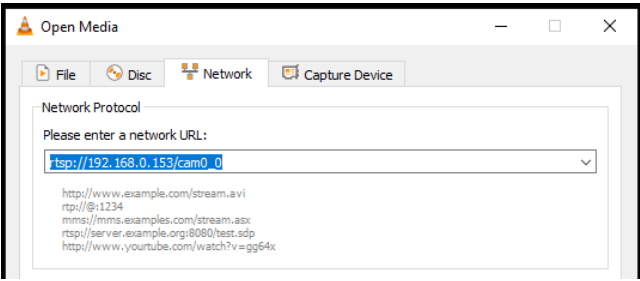 Open Media
File Disc Network Capture Device
Network Protocol
Please enter a network URL:
rtsp://192.168.0.153/cam0_0
http://www.example.com/stream.avi
rtp://@:1234
mms://mms.examples.com/stream.asx
rtsp://server.example.org:8080/test.sdp
http://www.yourtube.com/watch?v=gg64x